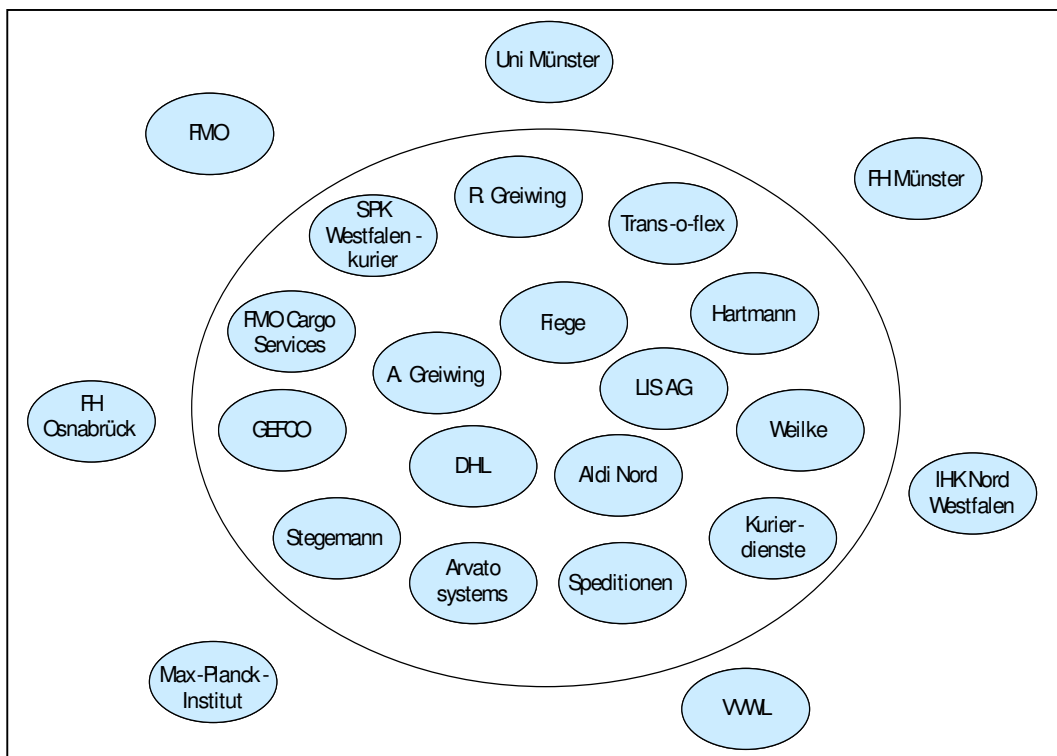 Uni Münster
FMO
FH Münster
R. Greiwing
SPK
Westfalen -
kurier
Trans-o-flex
FMO Cargo
Services
Fiege
Hartmann
A. Greiwing
LIS AG
FH
Osnabrück
GEFCO
Weilke
DHL
Aldi Nord
IHK Nord
Westfalen
Stegemann
Kurier-
dienste
Arvato
systems
Speditionen
Max-Planck-
Institut
VVWL